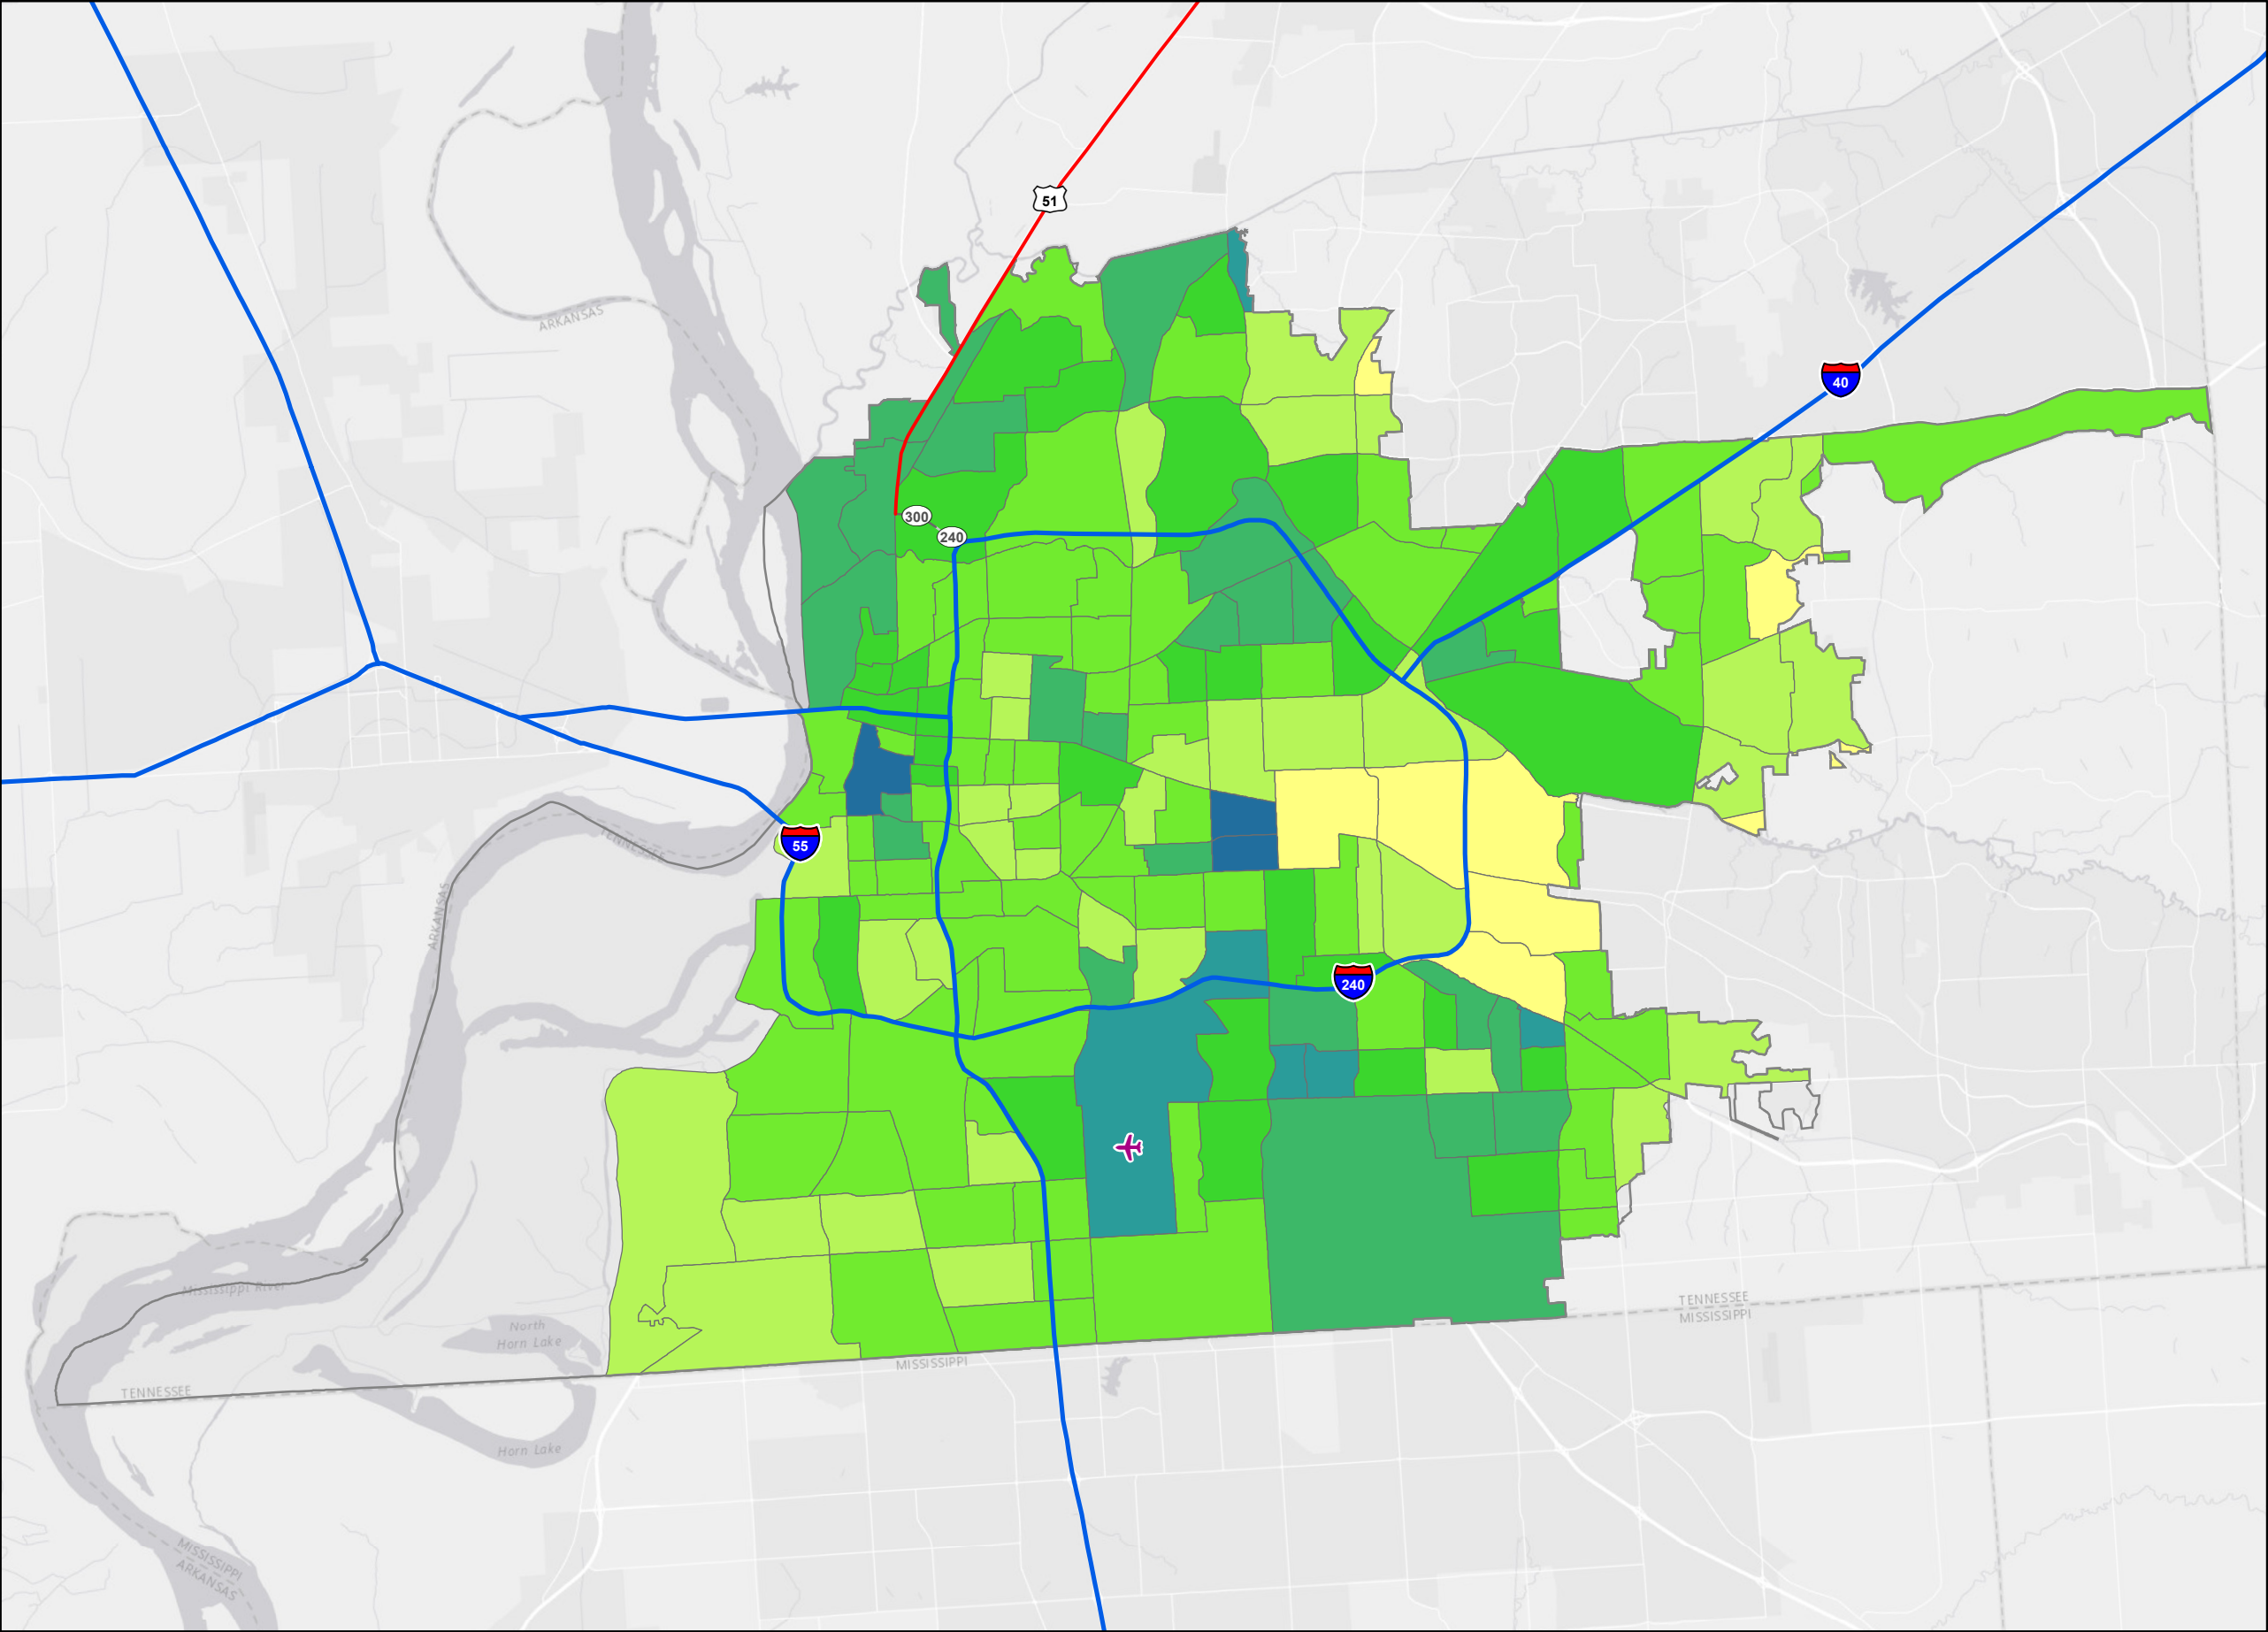 51
ARKANSAS
40
300
240
55
TENNESSEE
ARKANSAS
240
Mississippi River
TENNESSEE
MISSISSIPPI
North
Horn Lake
MISSISSIPPI
TENNESSEE
Horn Lake
MISSISSIPPI
ARKANSAS